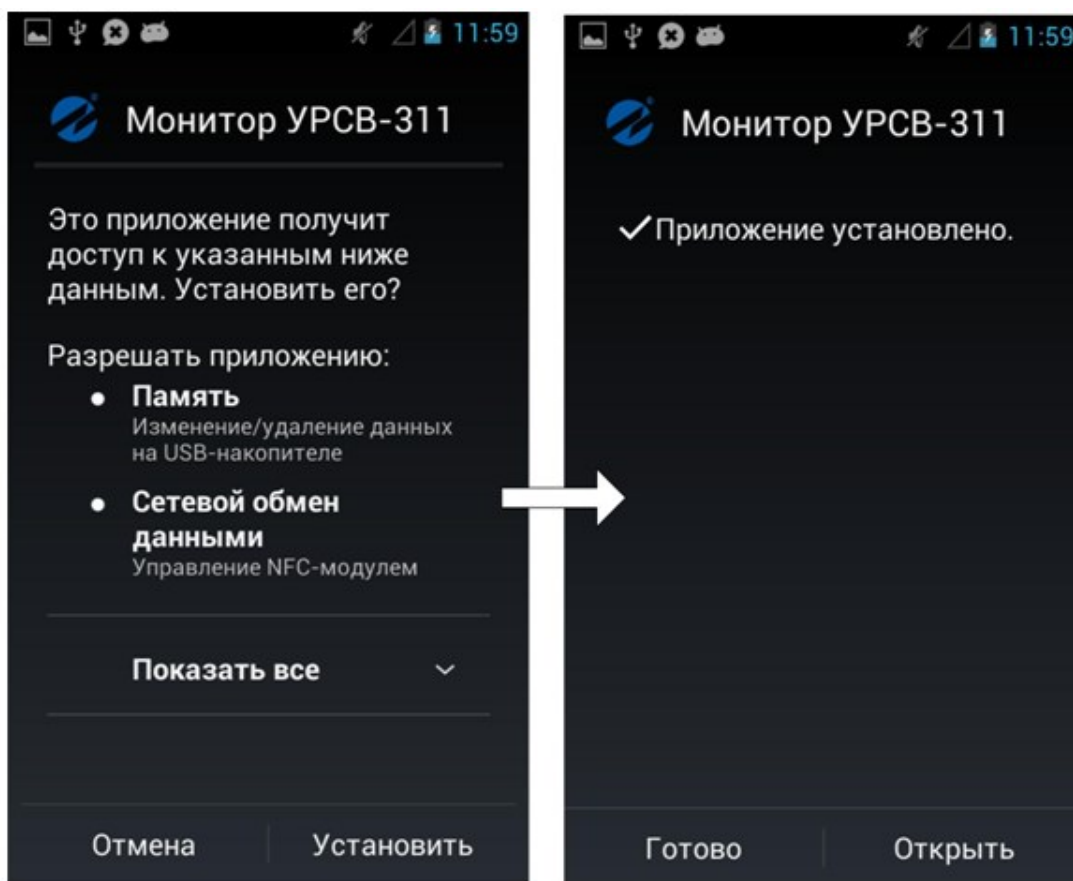 11:59
Монитор УРСВ-311
Это приложение получит
доступ к указанным ниже
данным. Установить его?
Разрешать приложению:
Память
Изменение/удаление данных
на USB-накопителе
Сетевой обмен
данными
Управление NFC-модулем
Показать все
Отмена
Установить
11:59
Монитор УРСВ-311
Приложение установлено.
Готово
Открыть